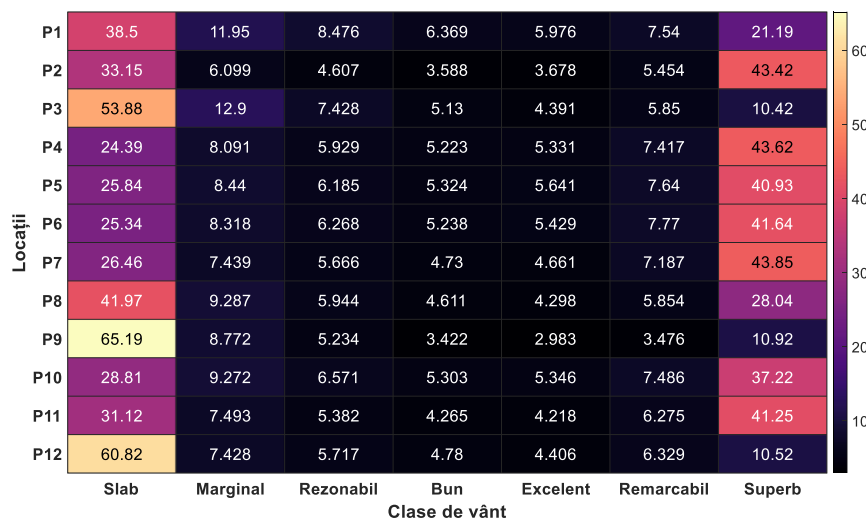 P1 38.5 11.95 8.476 6.369 5.976 7.54 21.19
P2 33.15 6.099 4.607 3.588 3.678 5.454 43.42
P3 53.88 12.9 7.428 5.13 4.391 5.85 10.42
P4 24.39 8.091 5.929 5.223 5.331 7.417 43.62
P5 25.84 8.44 6.185 5.324 5.641 7.64 40.93
P6 25.34 8.318 6.268 5.238 5.429 7.77 41.64
P7 26.46 7.439 5.666 4.73 4.661 7.187 43.85
P8 41.97 9.287 5.944 4.611 4.298 5.854 28.04
P9 65.19 8.772 5.234 3.422 2.983 3.476 10.92
P10 28.81 9.272 6.571 5.303 5.346 7.486 37.22
P11 31.12 7.493 5.382 4.265 4.218 6.275 41.25
P12 60.82 7.428 5.717 4.78 4.406 6.329 10.52
Slab Marginal Rezonabil Bun Excelent Remarcabil Superb
Clase de vânt
Locații
60
50
40
30
20
10